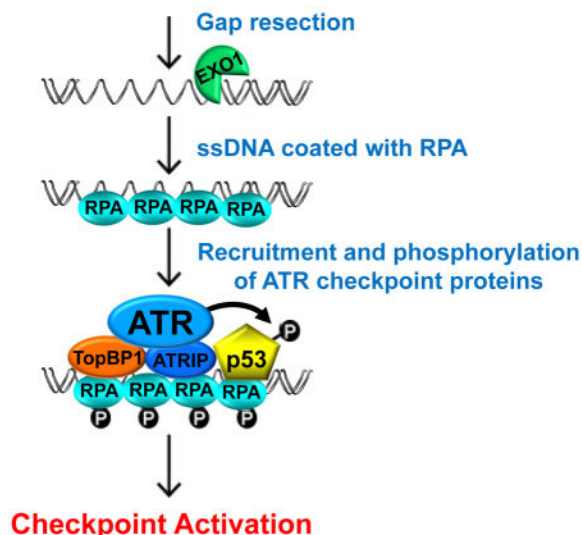 Gap resection
EXO1
ssDNA coated with RPA
RPA RPA RPA RPA
Recruitment and phosphorylation
of ATR checkpoint proteins
ATR
P
TopBP1 ATRIP p53
RPA RPA RPA RPA
P P P P
Checkpoint Activation